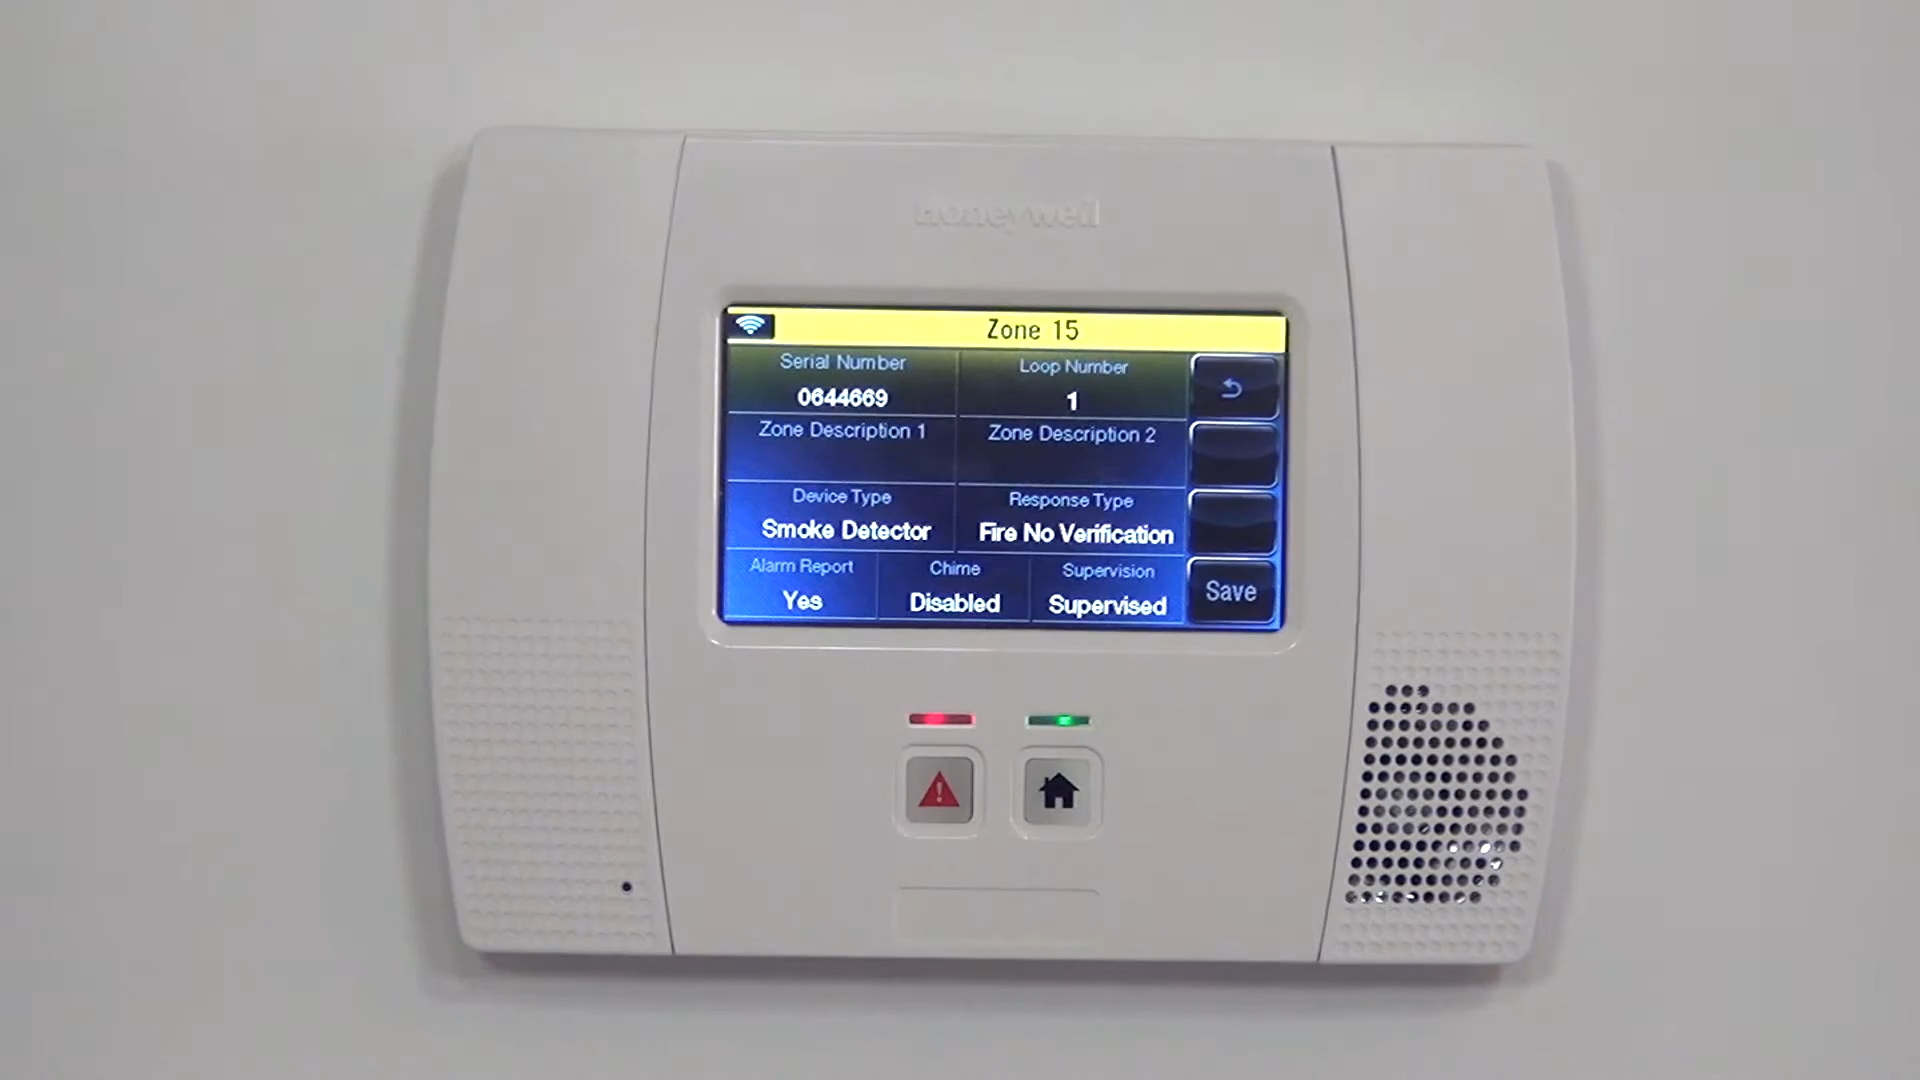 honeywell
Zone 15
Serial Number
0644669
Loop Number
1
Zone Description 1
Zone Description 2
Device Type
Smoke Detector
Response Type
Fire No Verification
Alarm Report
Yes
Chime
Disabled
Supervision
Supervised
Save